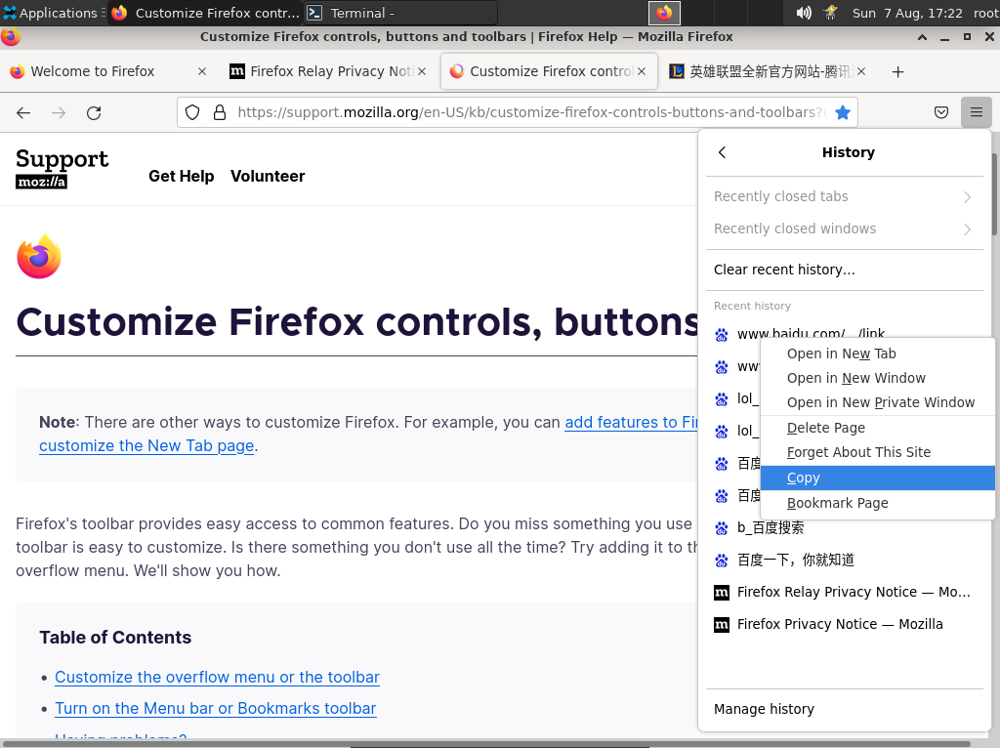 Applications
Customize Firefox contr...
Terminal -
Sun 7 Aug, 17:22
root
Customize Firefox controls, buttons and toolbars | Firefox Help — Mozilla Firefox
Welcome to Firefox
Firefox Relay Privacy Not
Customize Firefox contro
英雄联盟全新官方网站-腾讯
https://support.mozilla.org/en-US/kb/customize-firefox-controls-buttons-and-toolbars?
Support
moz://a
Get Help
Volunteer
Customize Firefox controls, buttons
Note: There are other ways to customize Firefox. For example, you can add features to Fi
customize the New Tab page.
Firefox's toolbar provides easy access to common features. Do you miss something you use
toolbar is easy to customize. Is there something you don't use all the time? Try adding it to th
overflow menu. We'll show you how.
Table of Contents
• Customize the overflow menu or the toolbar
• Turn on the Menu bar or Bookmarks toolbar
Having problems?
History
Recently closed tabs
Recently closed windows
Clear recent history...
Recent history
www.baidu.com/.../link
ww
lol_
lol_
百度
百度
b_百度搜索
百度一下，你就知道
Firefox Relay Privacy Notice — Mo...
Firefox Privacy Notice — Mozilla
Manage history
Open in New Tab
Open in New Window
Open in New Private Window
Delete Page
Forget About This Site
Copy
Bookmark Page